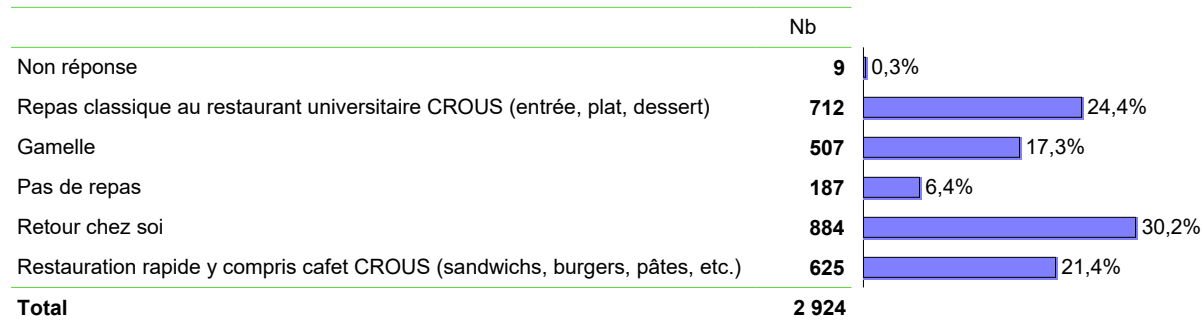 Nb
Non réponse 9 0,3%
Repas classique au restaurant universitaire CROUS (entrée, plat, dessert) 712 24,4%
Gamelle 507 17,3%
Pas de repas 187 6,4%
Retour chez soi 884 30,2%
Restauration rapide y compris cafet CROUS (sandwichs, burgers, pâtes, etc.) 625 21,4%
Total 2 924